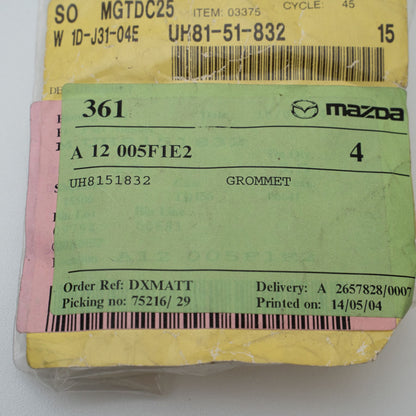 SO MGTDC25 ITEM: 03375 CYCLE: 45
W 1D-J31-04E UH81-51-832 15
361 mazda
A 12 005F1E2 4
UH8151832 GROMMET
Order Ref: DXMATT Delivery: A 2657828/0007
Picking no: 75216/ 29 Printed on: 14/05/04